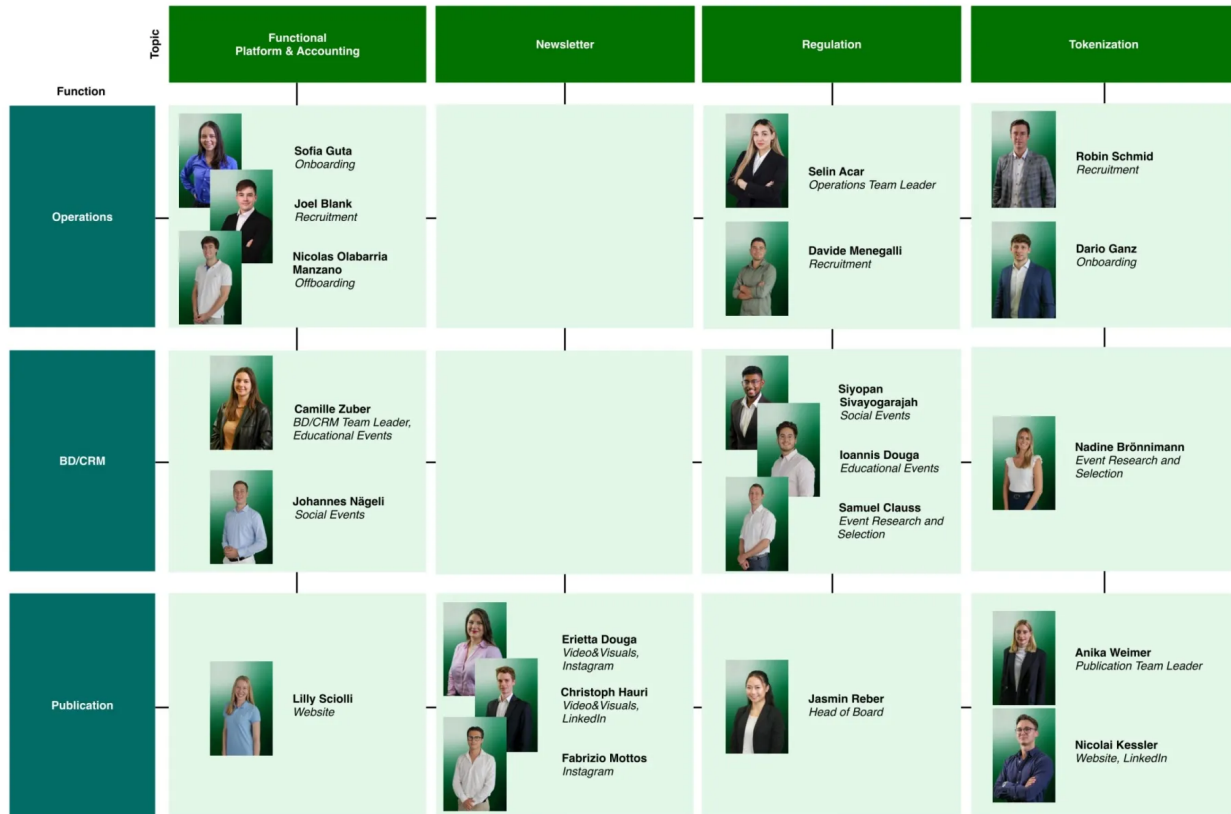 Topic
Functional
Platform & Accounting
Newsletter
Regulation
Tokenization
Function
Operations
Sofia Guta
Onboarding
Joel Blank
Recruitment
Nicolas Olabarria
Manzano
Offboarding
Selin Acar
Operations Team Leader
Davide Menegalli
Recruitment
Robin Schmid
Recruitment
Dario Ganz
Onboarding
BD/CRM
Camille Zuber
BD/CRM Team Leader,
Educational Events
Johannes Nägeli
Social Events
Siyopan
Sivayogarajah
Social Events
Ioannis Douga
Educational Events
Samuel Clauss
Event Research and
Selection
Nadine Brönnimann
Event Research and
Selection
Publication
Lilly Sciolli
Website
Erietta Douga
Video&Visuals,
Instagram
Christoph Hauri
Video&Visuals,
LinkedIn
Fabrizio Mottos
Instagram
Jasmin Reber
Head of Board
Anika Weimer
Publication Team Leader
Nicolai Kessler
Website, LinkedIn